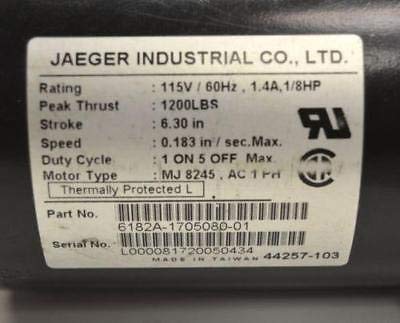 JAEGER INDUSTRIAL CO., LTD.
Rating : 115V / 60Hz , 1.4A,1/8HP
Peak Thrust : 1200LBS
Stroke : 6.30 in
Speed : 0.183 in / sec.Max.
Duty Cycle : 1 ON 5 OFF Max.
Motor Type : MJ 8245 , AC 1 PH
Thermally Protected L
Part No.
6182A-1705080-01
Serial No.
L000081720050434
MADE IN TAIWAN 44257-103